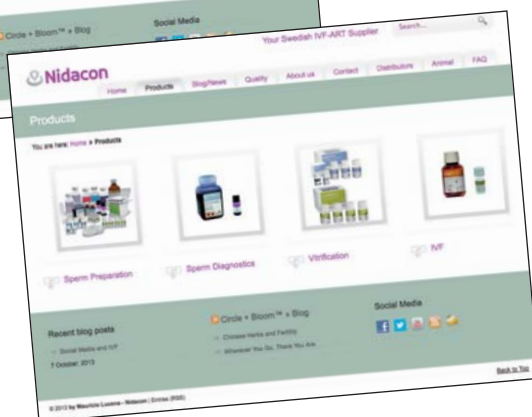 Circle + Bloom™ + Blog
Social Media
Your Swedish IVF-ART Supplier
Search...
Nidacon
Home Products Blog/News Quality About us Contact Distributors Animal FAQ
Products
You are here: Home » Products
Sperm Preparation
Sperm Diagnostics
Vitrification
IVF
Recent blog posts
Social Media and IVF
7 October, 2013
Circle + Bloom™ + Blog
Chinese Herbs and Fertility
Wherever You Go, There You Are
Social Media
© 2013 by Mauricio Lucena - Nidacon | Entries (RSS)
Back to Top